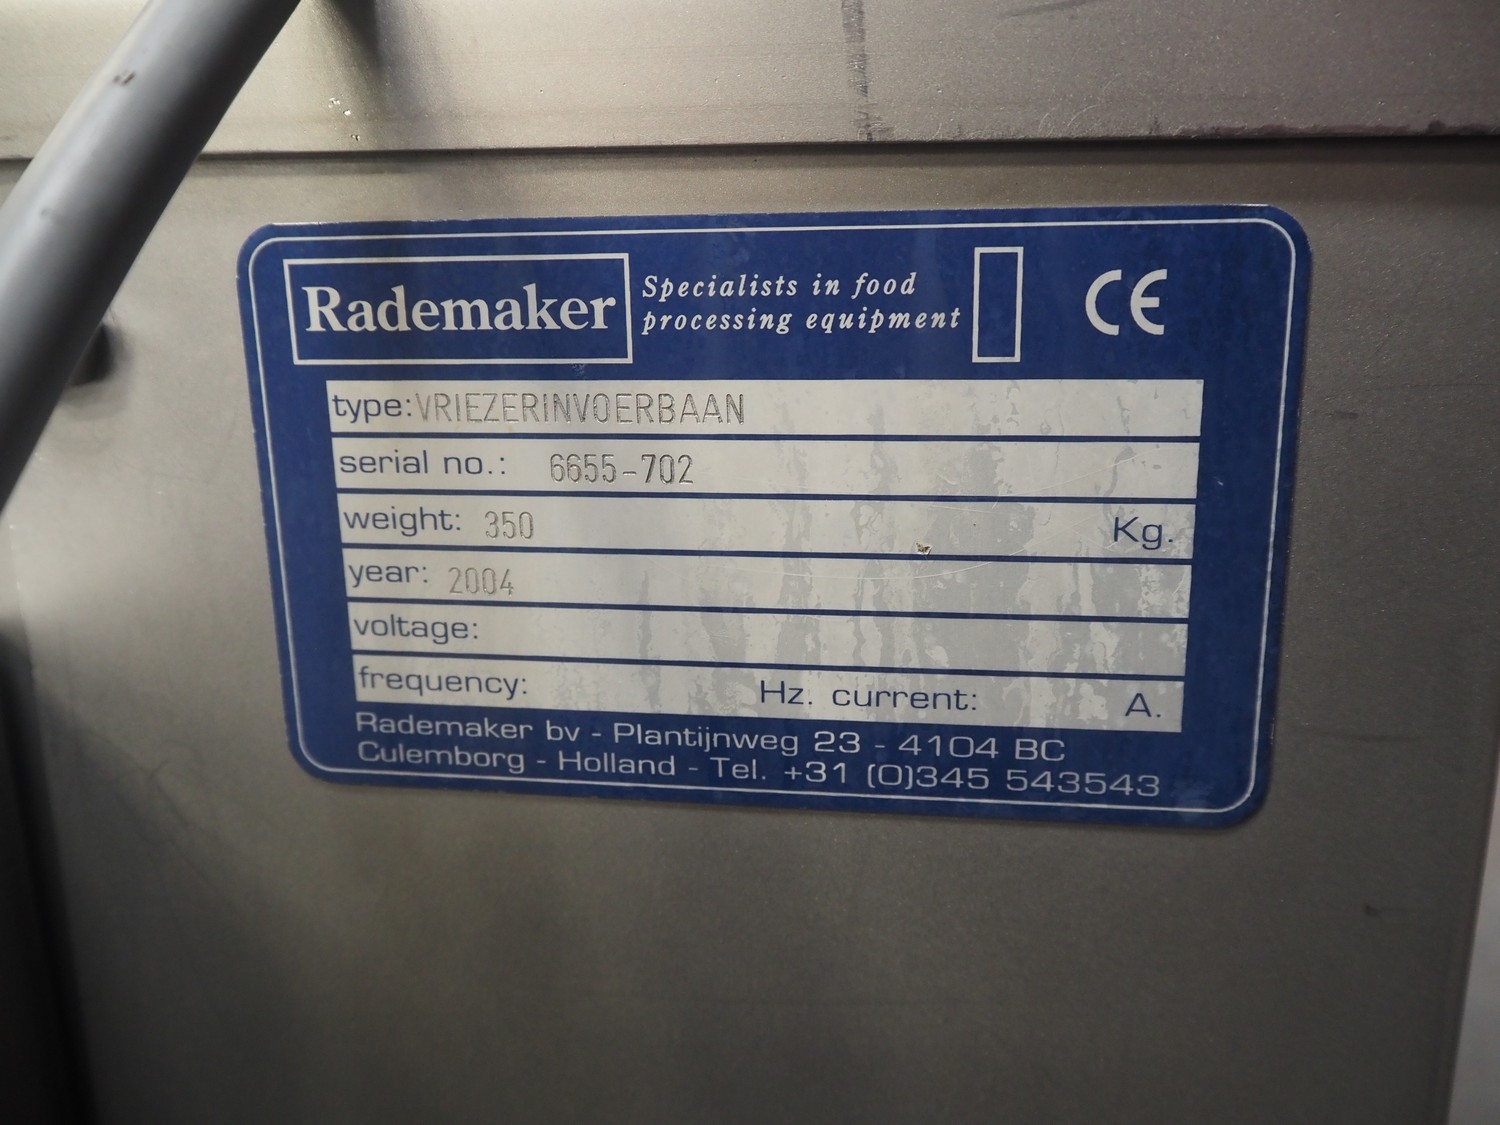 Rademaker
Specialists in food
processing equipment
CE
type: VRIEZERINVOERBAAN
serial no.: 6655-702
weight: 350 Kg.
year: 2004
voltage:
frequency: Hz. current: A.
Rademaker bv - Plantijnweg 23 - 4104 BC
Culemborg - Holland - Tel. +31 (0)345 543543